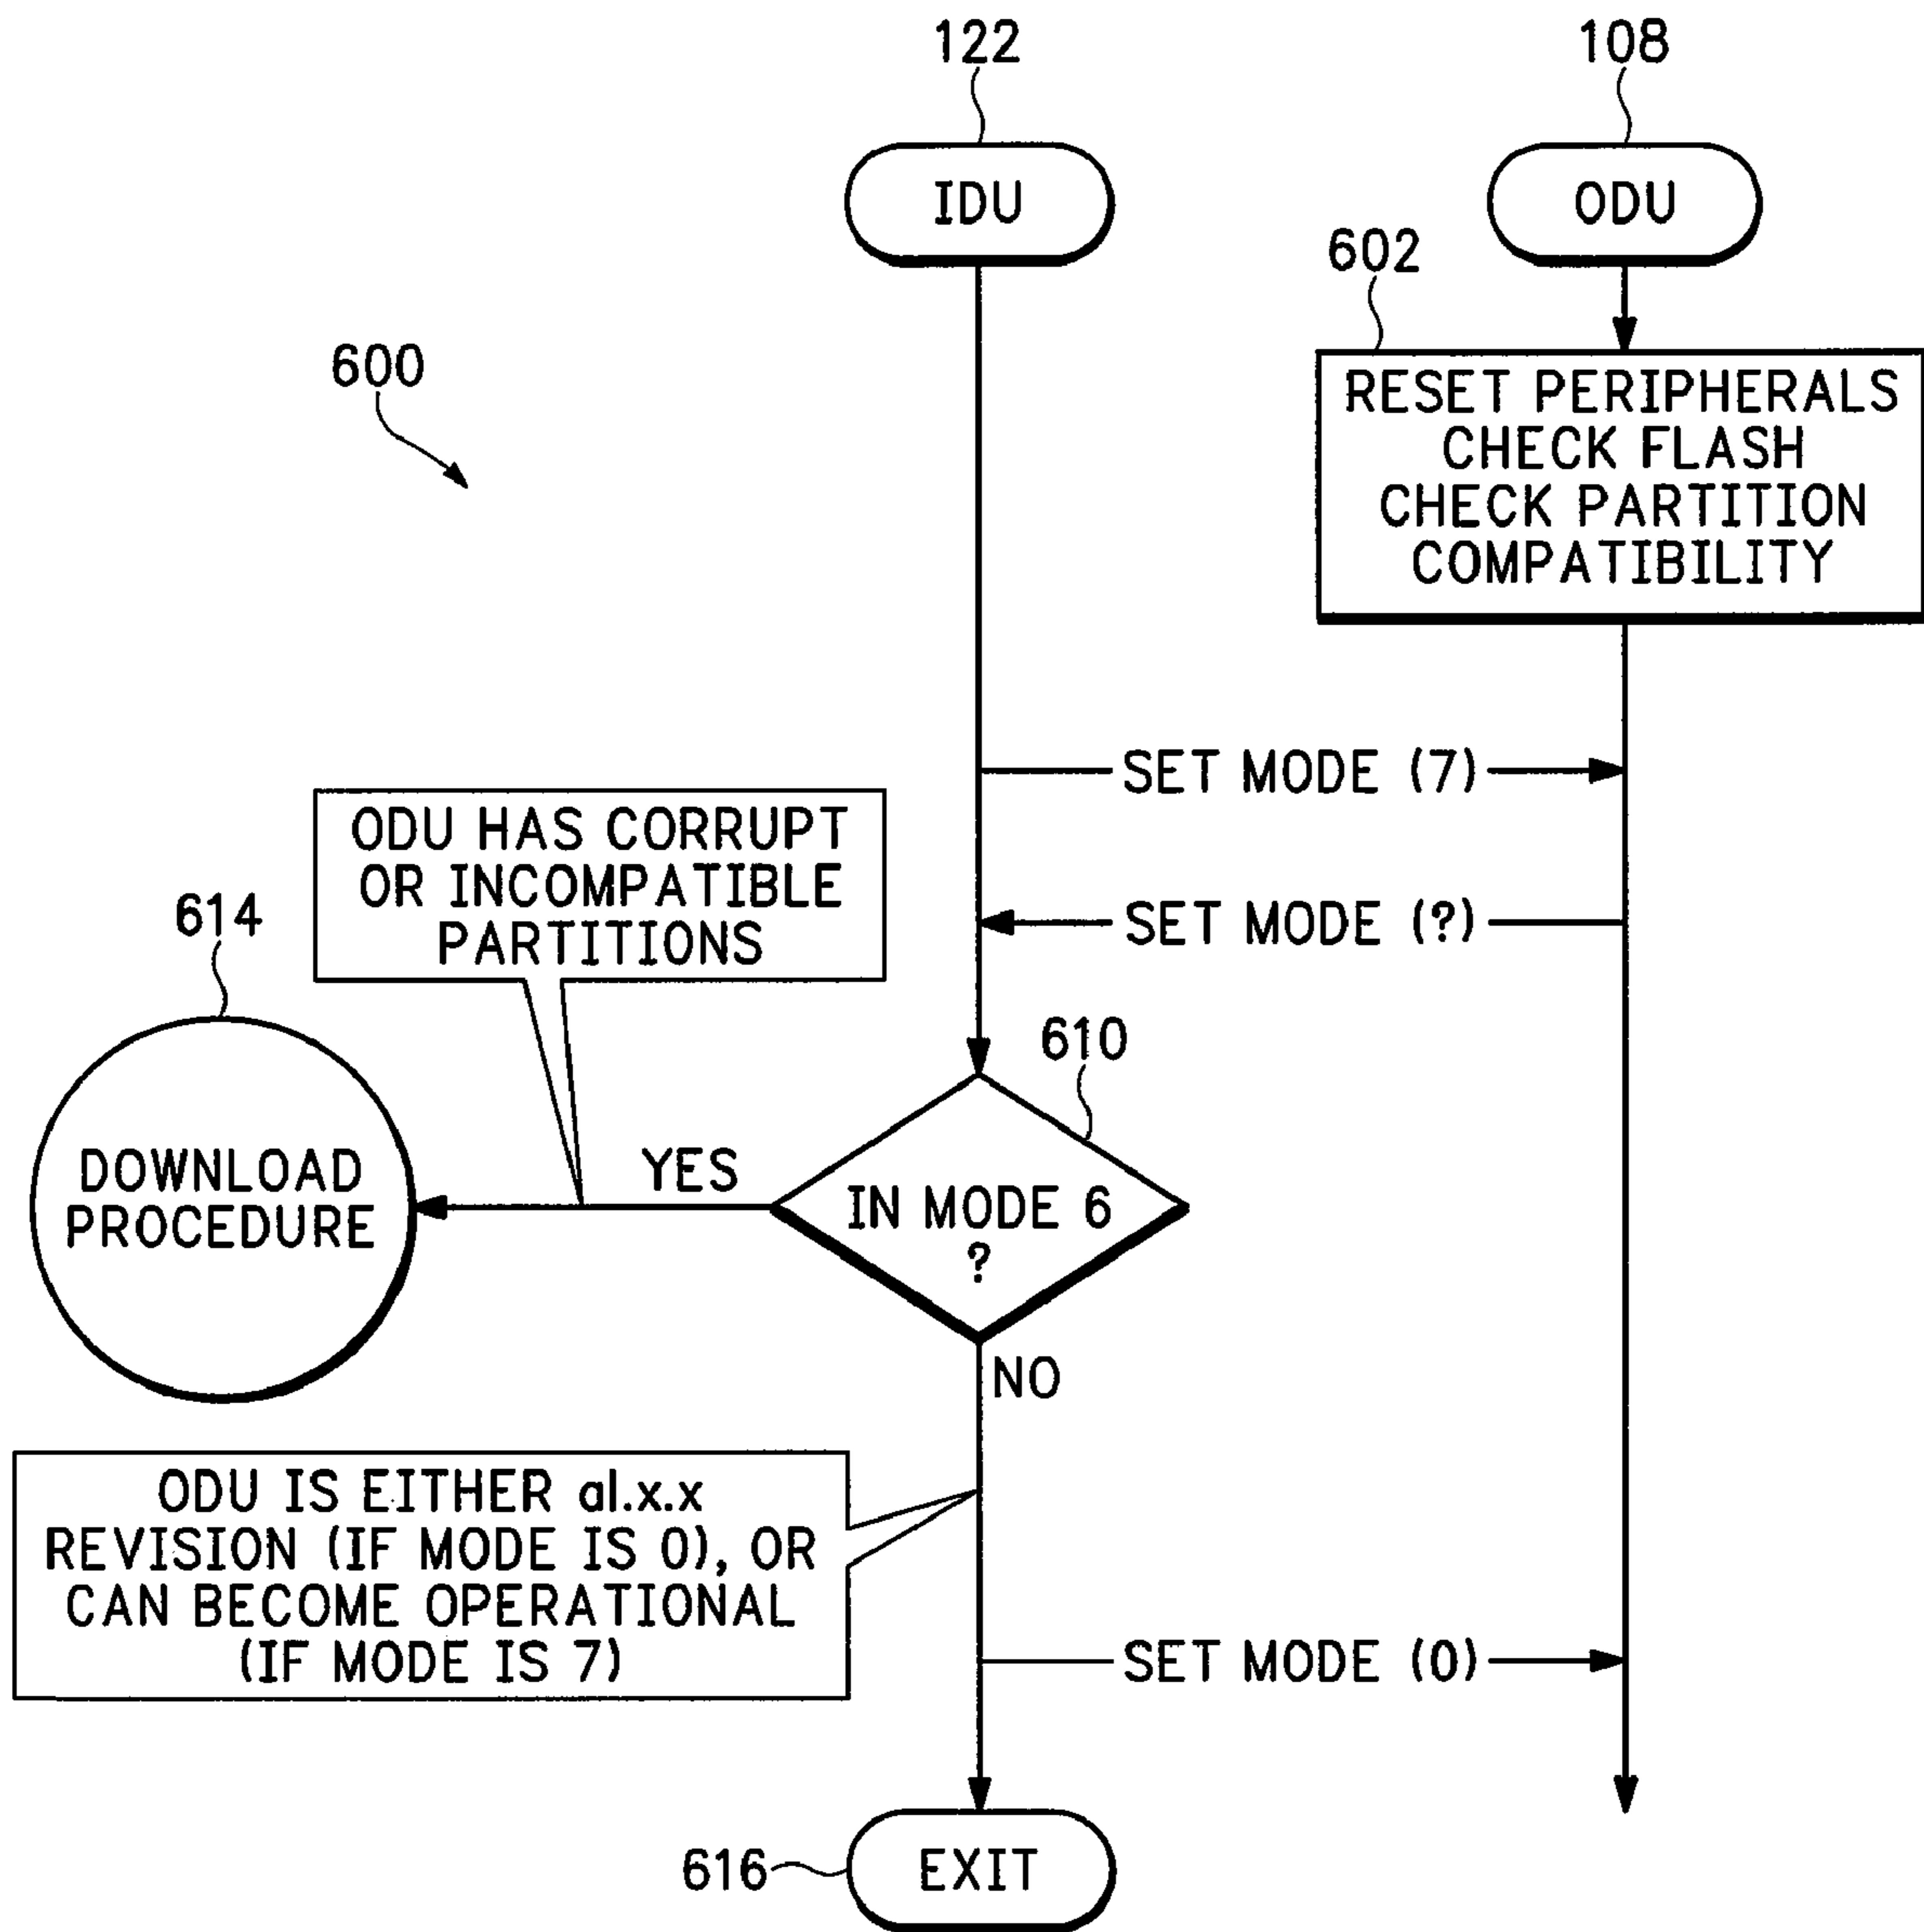 122
108
IDU
ODU
602
600
RESET PERIPHERALS
CHECK FLASH
CHECK PARTITION
COMPATIBILITY
SET MODE (7)
ODU HAS CORRUPT
OR INCOMPATIBLE
PARTITIONS
SET MODE (?)
614
610
DOWNLOAD
PROCEDURE
YES
IN MODE 6
?
NO
ODU IS EITHER al.x.x
REVISION (IF MODE IS 0), OR
CAN BECOME OPERATIONAL
(IF MODE IS 7)
SET MODE (0)
616
EXIT